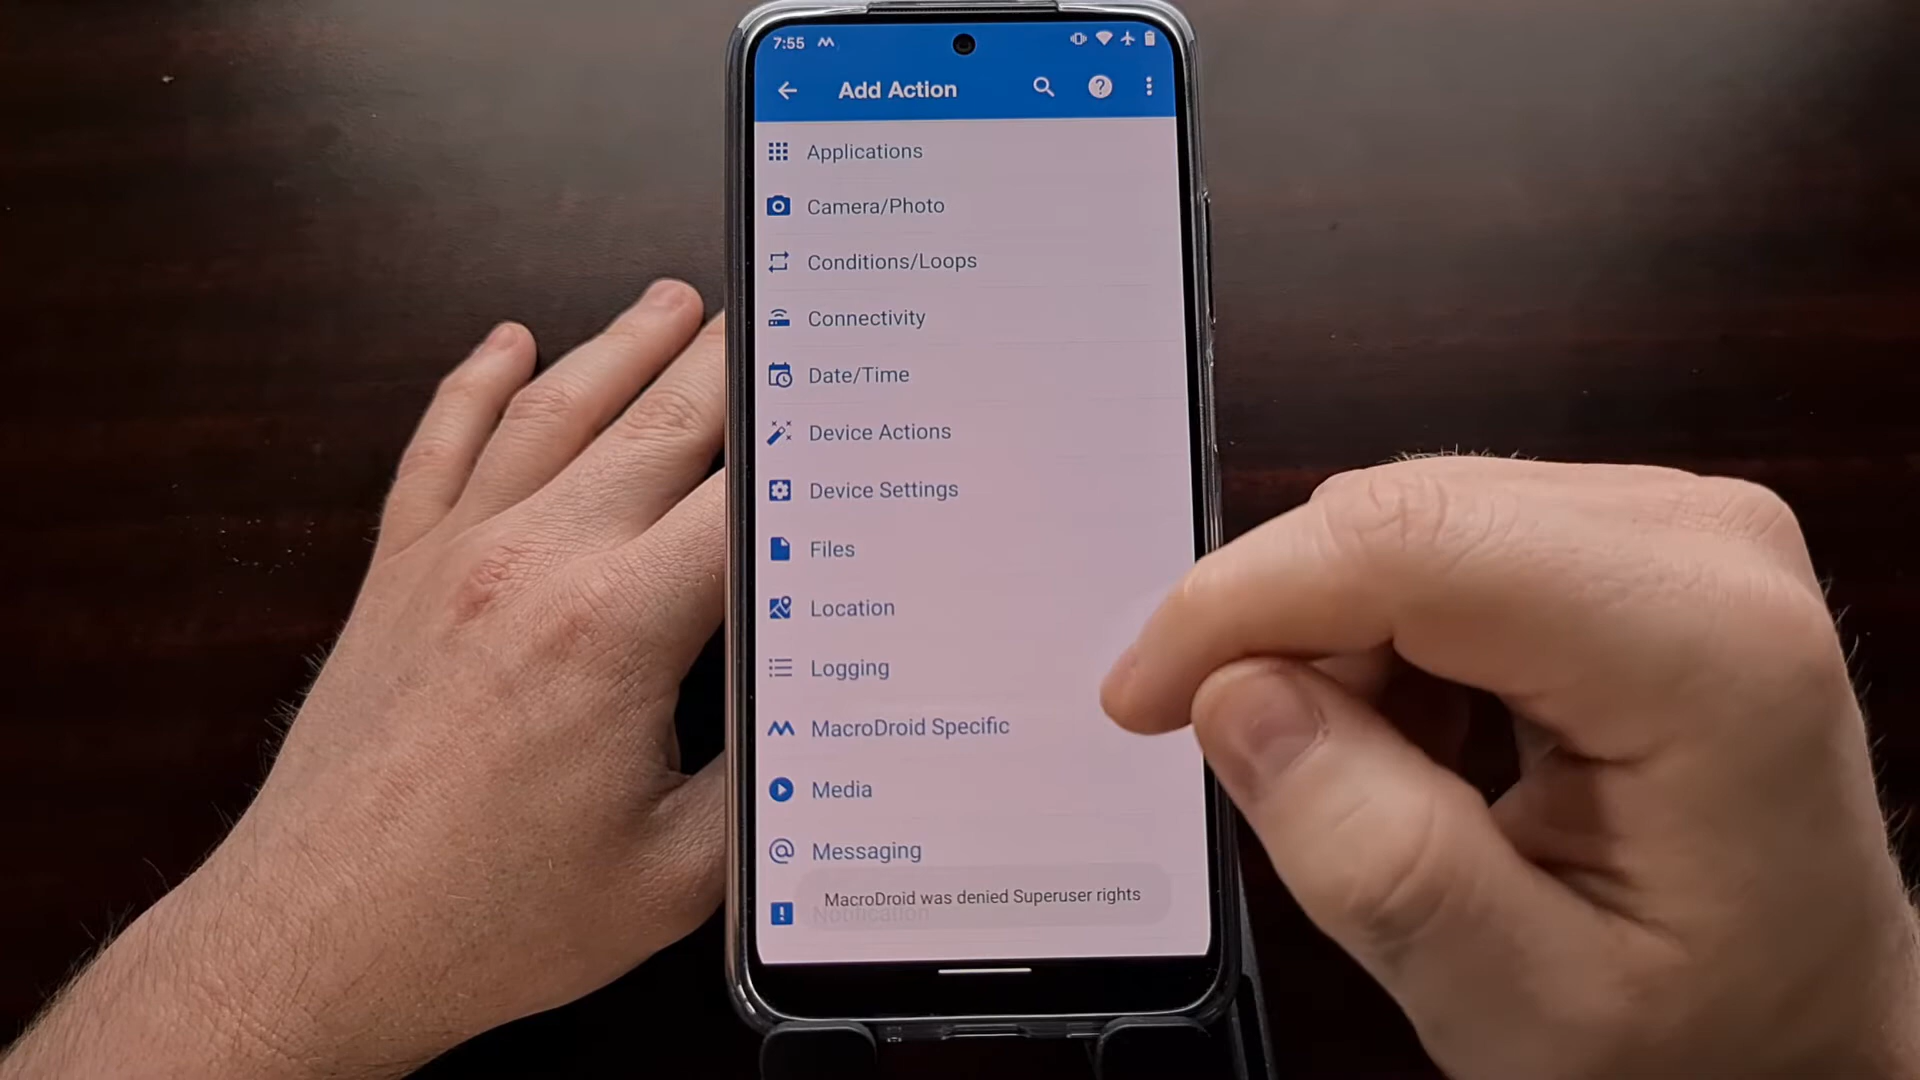 7:55
Add Action
Applications
Camera/Photo
Conditions/Loops
Connectivity
Date/Time
Device Actions
Device Settings
Files
Location
Logging
MacroDroid Specific
Media
Messaging
MacroDroid was denied Superuser rights
Notification